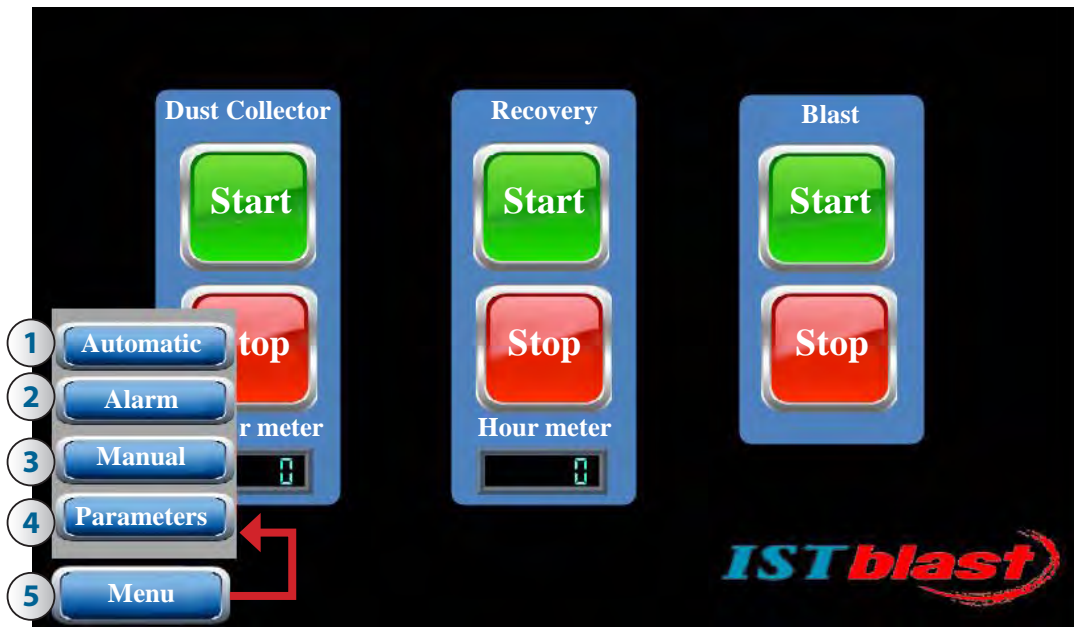 Dust Collector
Start
top
r meter
0
Recovery
Start
Stop
Hour meter
0
Blast
Start
Stop
1 Automatic
2 Alarm
3 Manual
4 Parameters
5 Menu
ISTblast